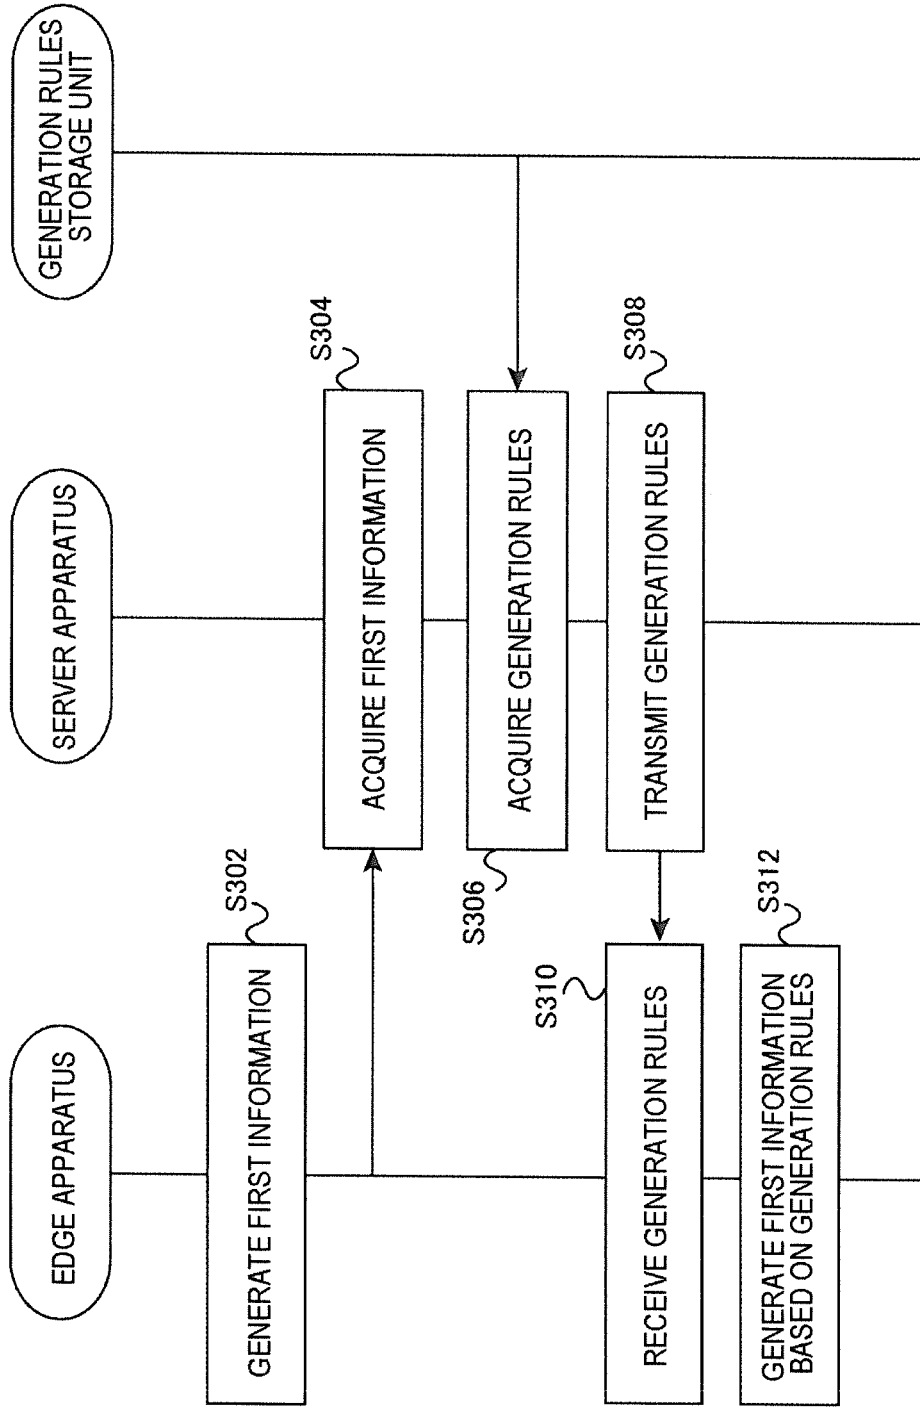 EDGE APPARATUS
SERVER APPARATUS
GENERATION RULES
STORAGE UNIT
S302
GENERATE FIRST INFORMATION
S304
ACQUIRE FIRST INFORMATION
S306
ACQUIRE GENERATION RULES
S308
TRANSMIT GENERATION RULES
S310
RECEIVE GENERATION RULES
S312
GENERATE FIRST INFORMATION
BASED ON GENERATION RULES